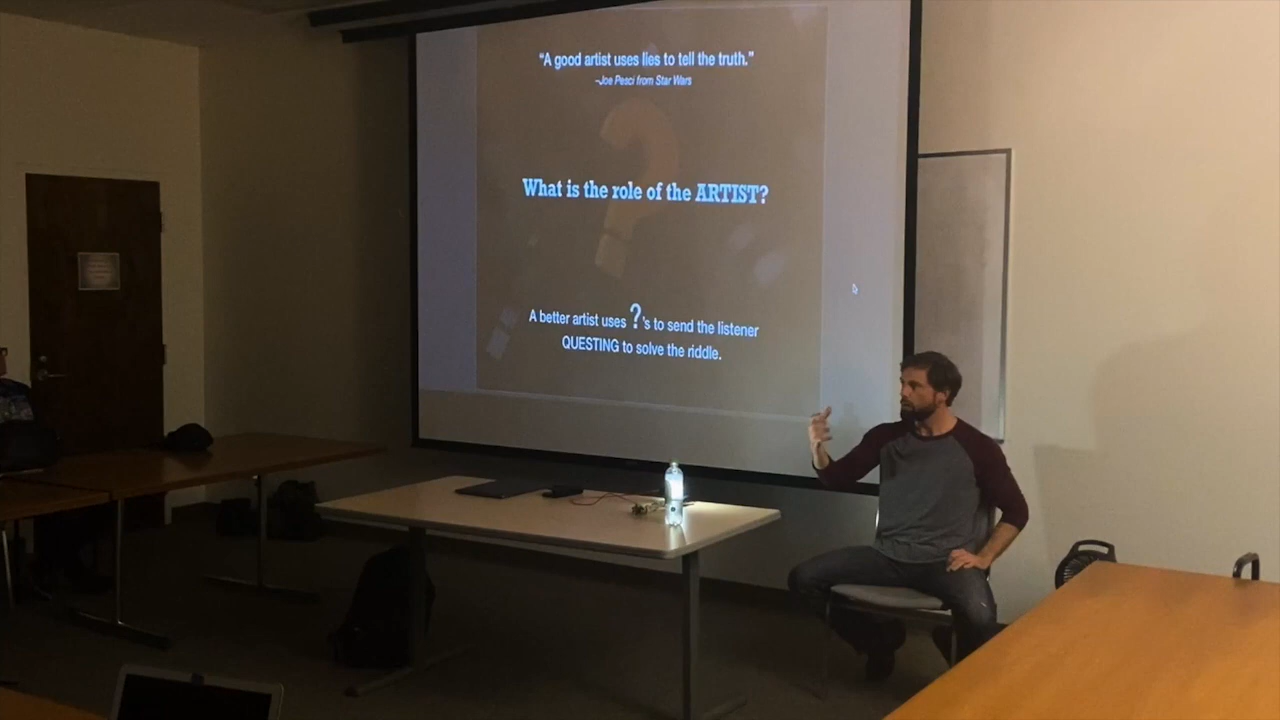 “A good artist uses lies to tell the truth.”
–Joe Pesci from Star Wars
?
What is the role of the ARTIST?
A better artist uses ?'s to send the listener
QUESTING to solve the riddle.